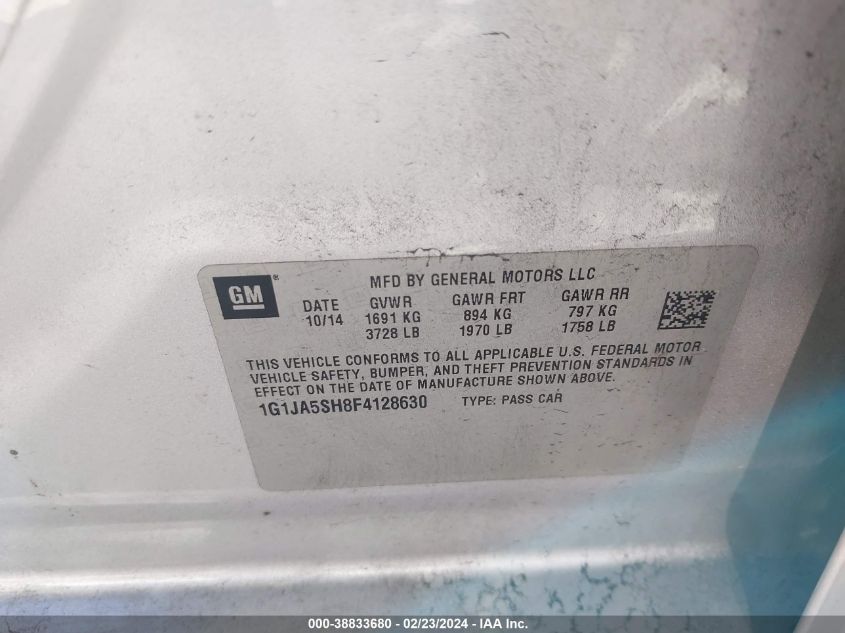 GM®
MFD BY GENERAL MOTORS LLC
DATE GVWR GAWR FRT GAWR RR
10/14 1691 KG 894 KG 797 KG
3728 LB 1970 LB 1758 LB
THIS VEHICLE CONFORMS TO ALL APPLICABLE U.S. FEDERAL MOTOR
VEHICLE SAFETY, BUMPER, AND THEFT PREVENTION STANDARDS IN
EFFECT ON THE DATE OF MANUFACTURE SHOWN ABOVE.
1G1JA5SH8F4128630 TYPE: PASS CAR
000-38833680 - 02/23/2024 - IAA Inc.